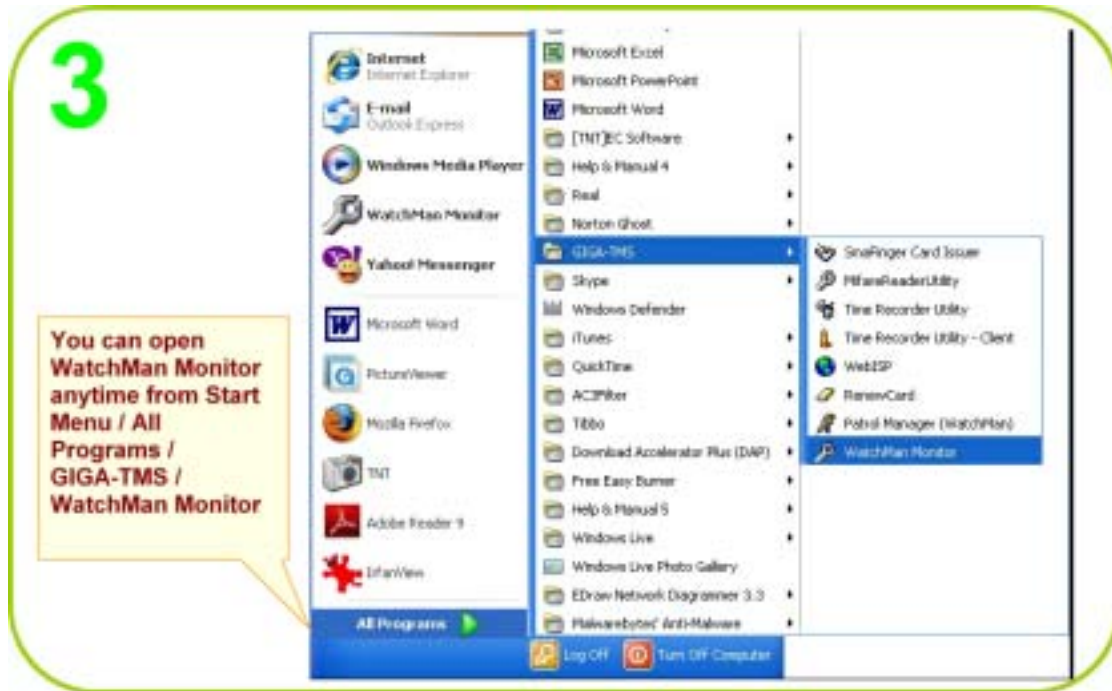 3
You can open
WatchMan Monitor
anytime from Start
Menu / All
Programs /
GIGA-TMS /
WatchMan Monitor
Internet
Internet Explorer
E-mail
Outlook Express
Windows Media Player
WatchMan Monitor
Yahoo! Messenger
Microsoft Word
PictureViewer
Mozilla Firefox
TNT
Adobe Reader 9
IrfanView
All Programs
Microsoft Excel
Microsoft PowerPoint
Microsoft Word
[TNT]EC Software
Help & Manual 4
Real
Norton Ghost
GIGA-TMS
Skype
Windows Defender
iTunes
QuickTime
AC3Filter
Tibbo
Download Accelerator Plus (DAP)
Free Easy Burner
Help & Manual 5
Windows Live
Windows Live Photo Gallery
EDraw Network Diagrammer 3.3
Malwarebytes' Anti-Malware
Card Issuer
MifareReaderUtility
Time Recorder Utility
Time Recorder Utility - Client
WebISP
RenewCard
Patrol Manager (WatchMan)
WatchMan Monitor
Log Off
Turn Off Computer